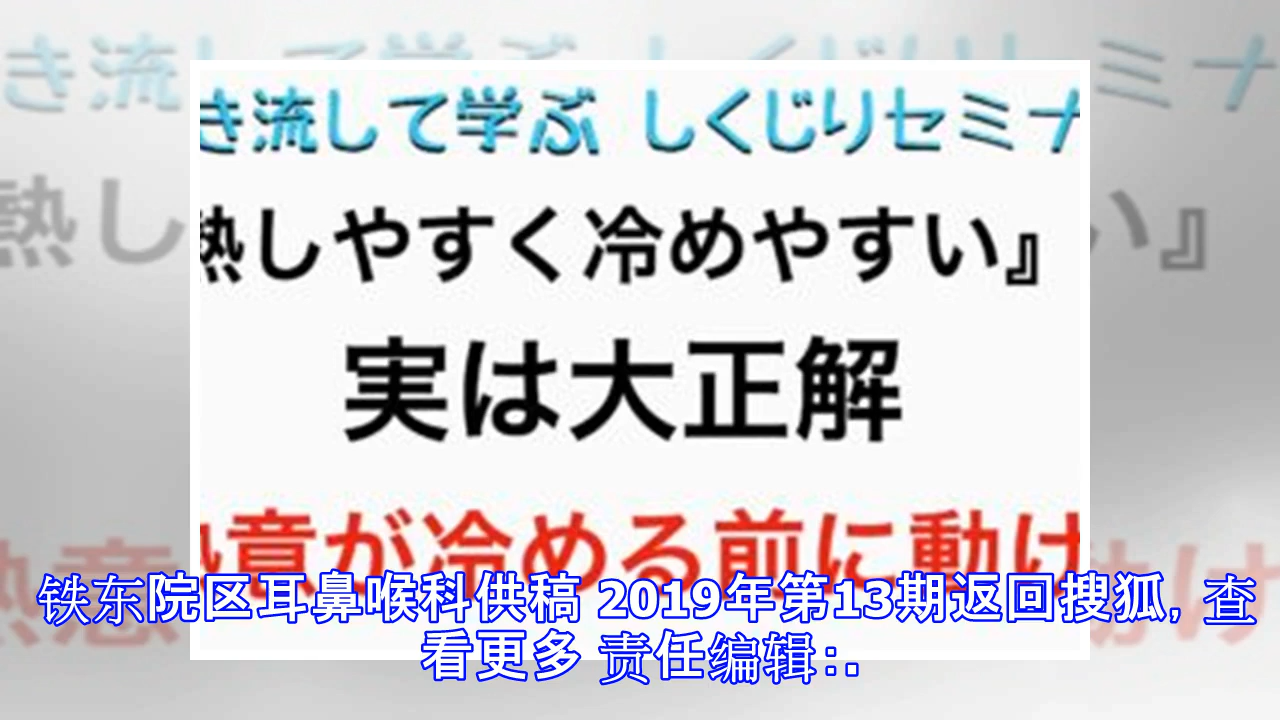 き流して学ぶ しくじりセミナ
熱しやすく冷めやすい』
実は大正解
熱意が冷める前に動け
铁东院区耳鼻喉科供稿 2019年第13期返回搜狐, 查
看更多 责任编辑:.